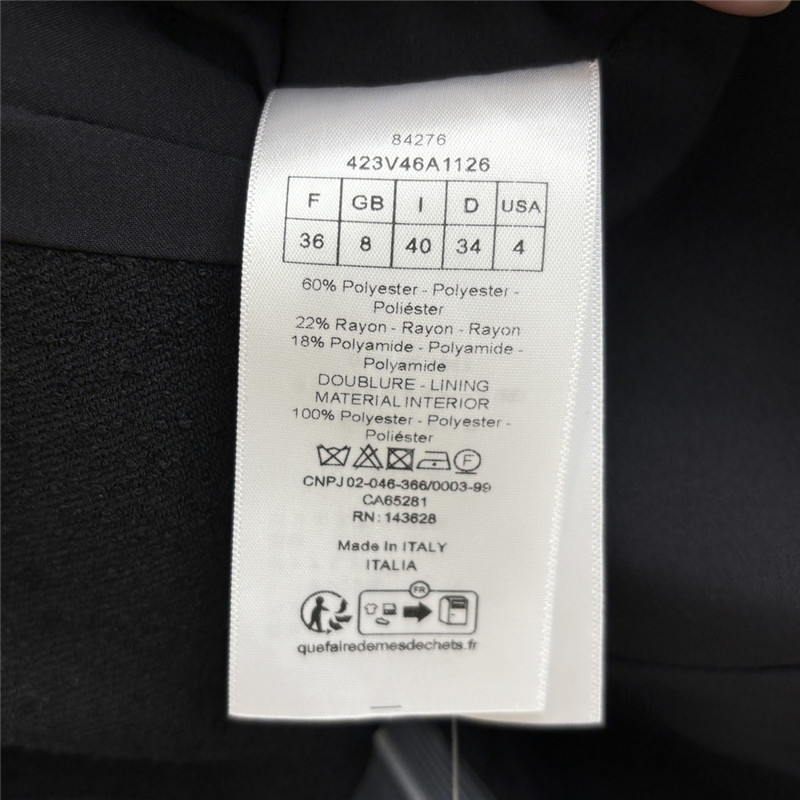 84276
423V46A1126
F GB I D USA
36 8 40 34 4
60% Polyester - Polyester -
Poliéster
22% Rayon - Rayon - Rayon
18% Polyamide - Polyamide -
Polyamide
DOUBLURE - LINING
MATERIAL INTERIOR
100% Polyester - Polyester -
Poliéster
F
CNPJ 02-046-366/0003-99
CA65281
RN: 143628
Made In ITALY
ITALIA
FR
quefairedemesdechets.fr